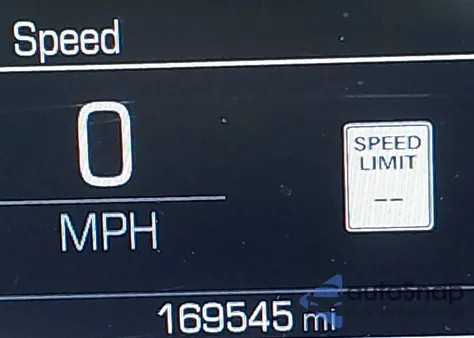 Speed
0
MPH
SPEED
LIMIT
--
169545 mi
autoSnap